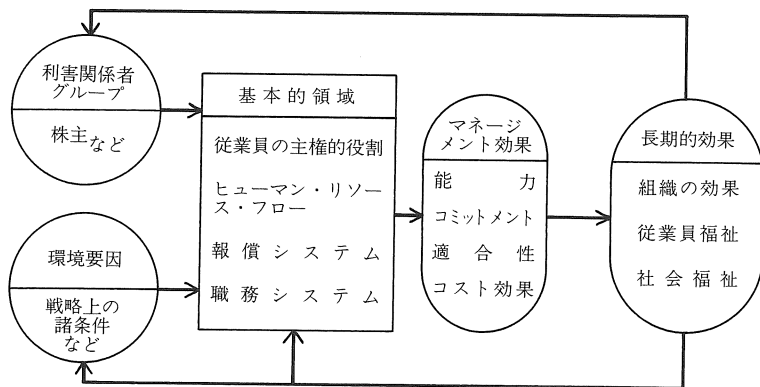 利害関係者
グループ
株主など
環境要因
戦略上の
諸条件
など
基本的領域
従業員の主権的役割
ヒューマン・リソー
ス・フロー
報償システム
職務システム
マネージ
メント効果
能力
コミットメント
適合性
コスト効果
長期的効果
組織の効果
従業員福祉
社会福祉